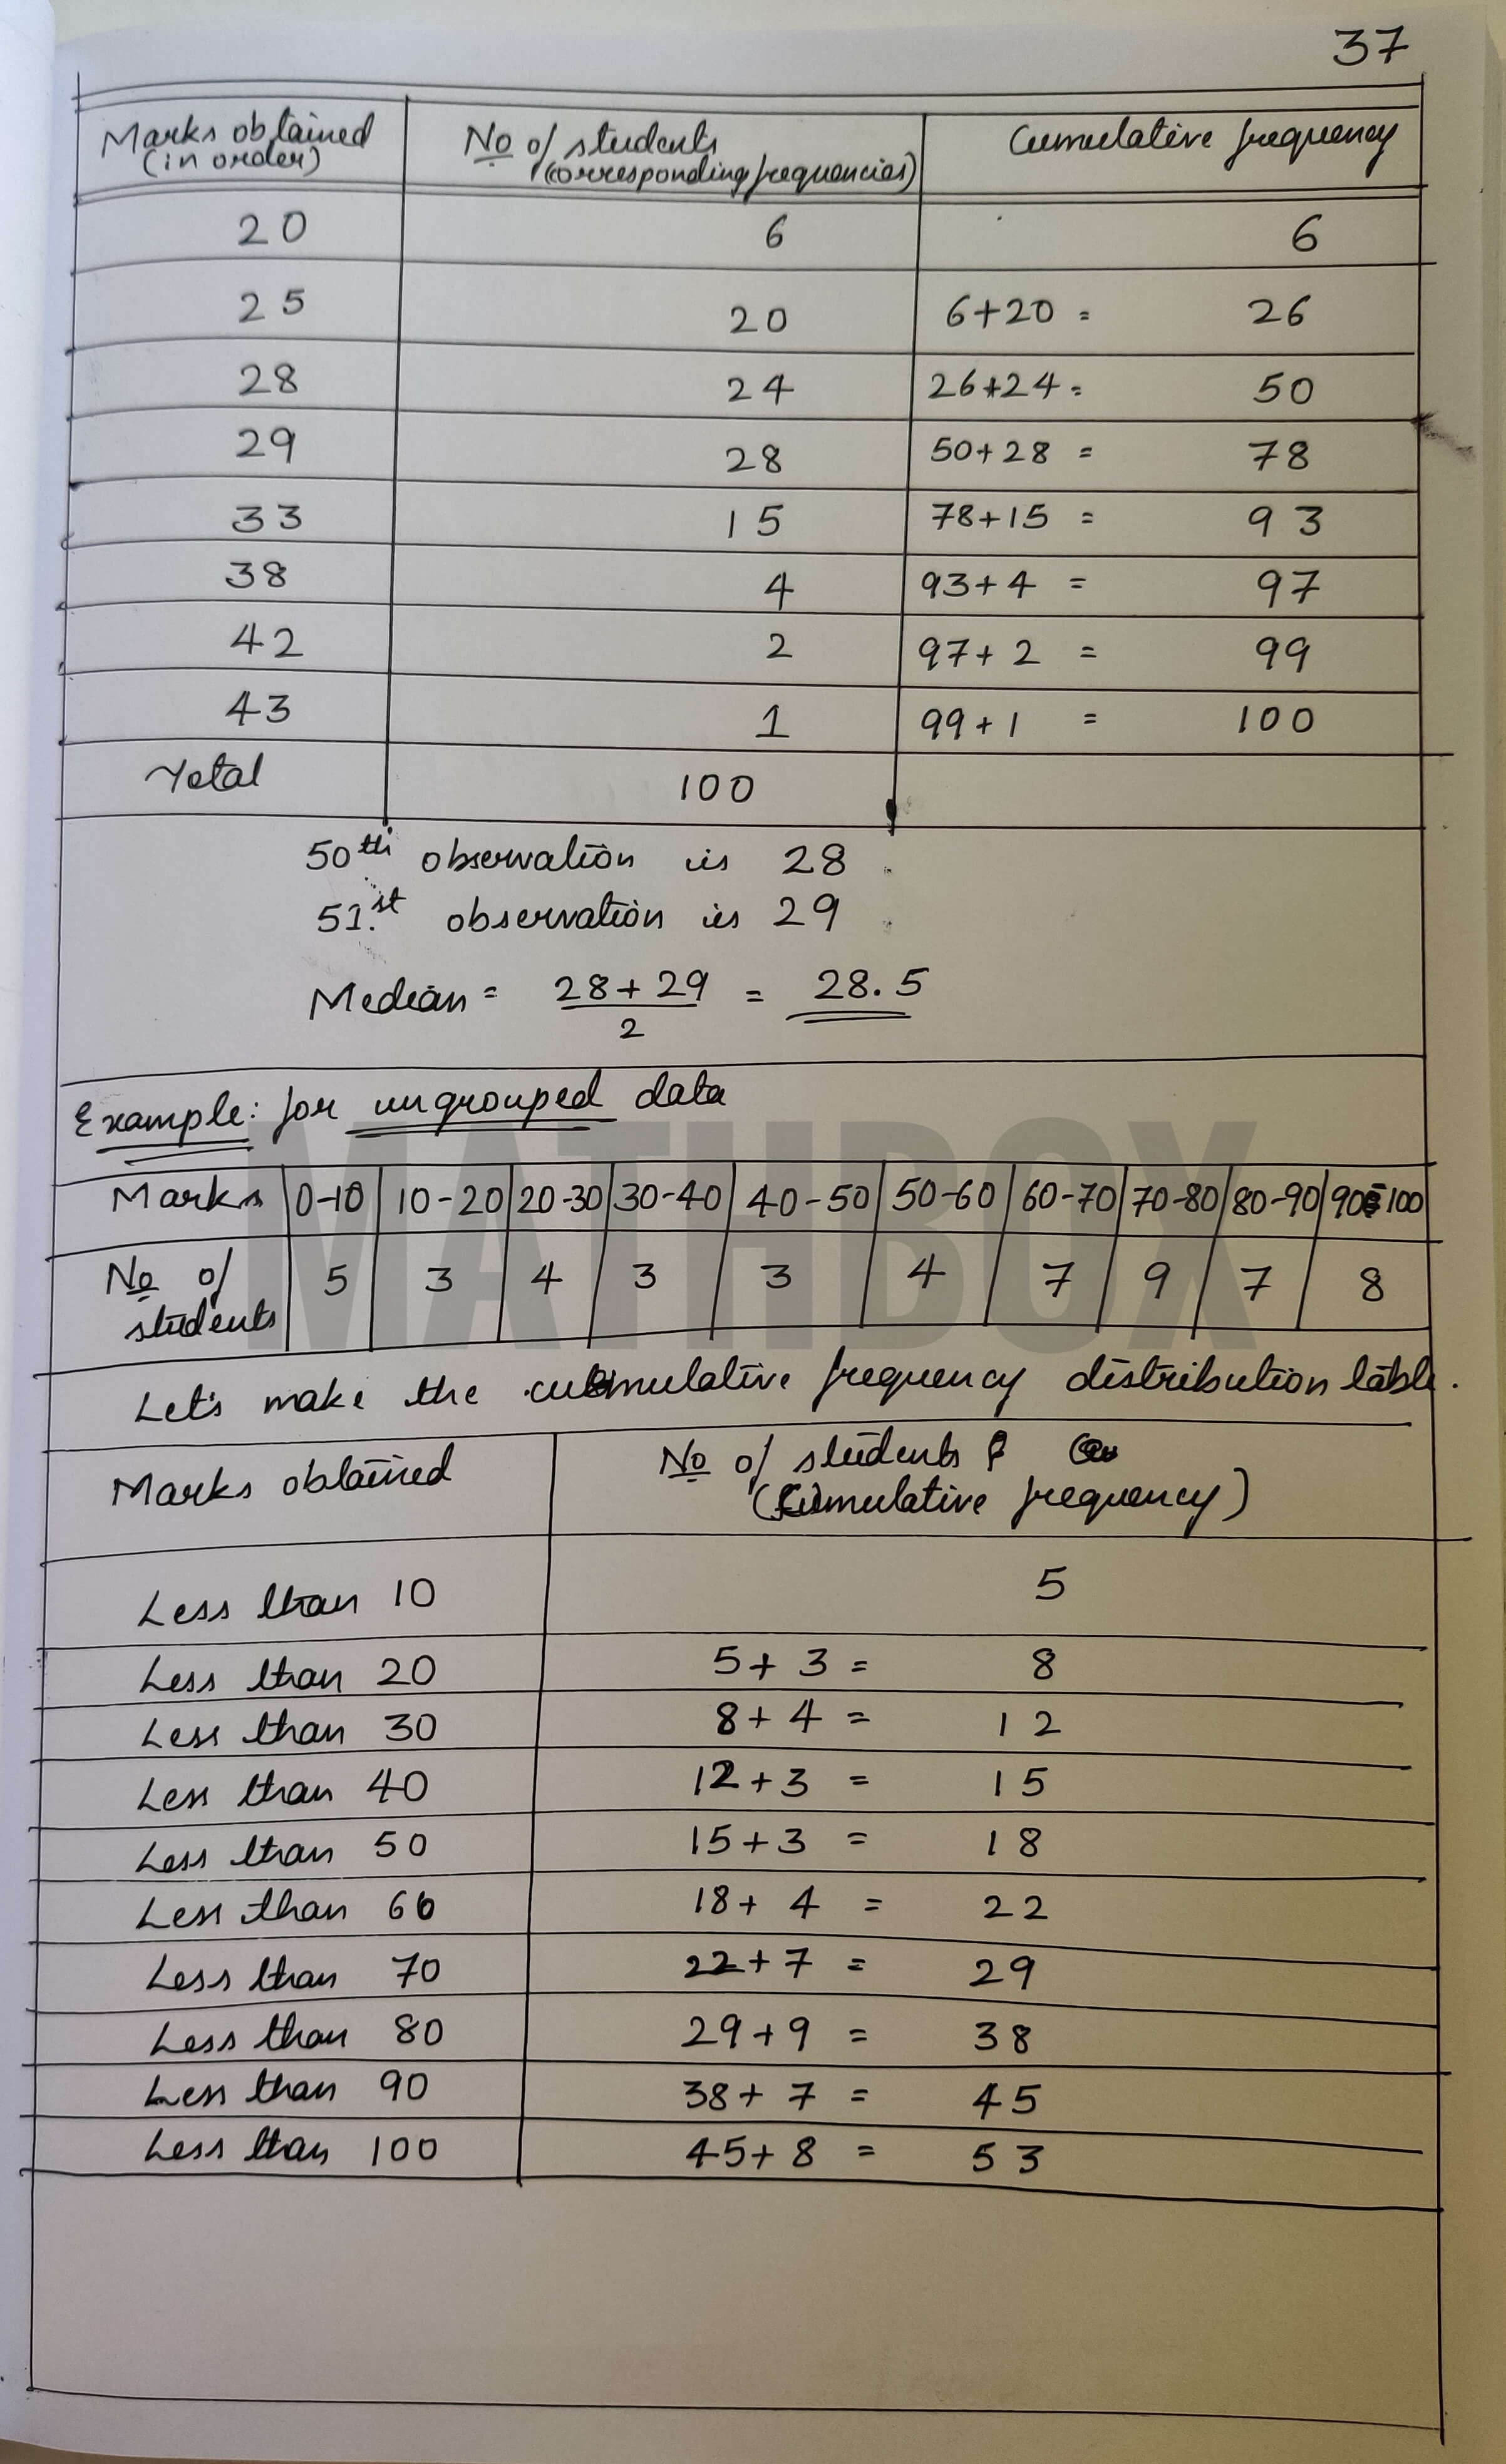 37
Marks obtained (in order) No of students (corresponding frequencies) Cumulative frequency
20 6 6
25 20 6+20 = 26
28 24 26+24 = 50
29 28 50+28 = 78
33 15 78+15 = 93
38 4 93+4 = 97
42 2 97+2 = 99
43 1 99+1 = 100
Total 100
50th observation is 28
51.st observation is 29
Median = 28+29 = 28.5
2
Example: for ungrouped data
MATHBOX
Marks 0-10 10-20 20-30 30-40 40-50 50-60 60-70 70-80 80-90 90-100
No of students 5 3 4 3 3 4 7 9 7 8
Let's make the cumulative frequency distribution table.
Marks obtained No of students
(Cumulative frequency)
Less than 10 5
Less than 20 5+3 = 8
Less than 30 8+4 = 12
Less than 40 12+3 = 15
Less than 50 15+3 = 18
Less than 60 18+4 = 22
Less than 70 22+7 = 29
Less than 80 29+9 = 38
Less than 90 38+7 = 45
Less than 100 45+8 = 53